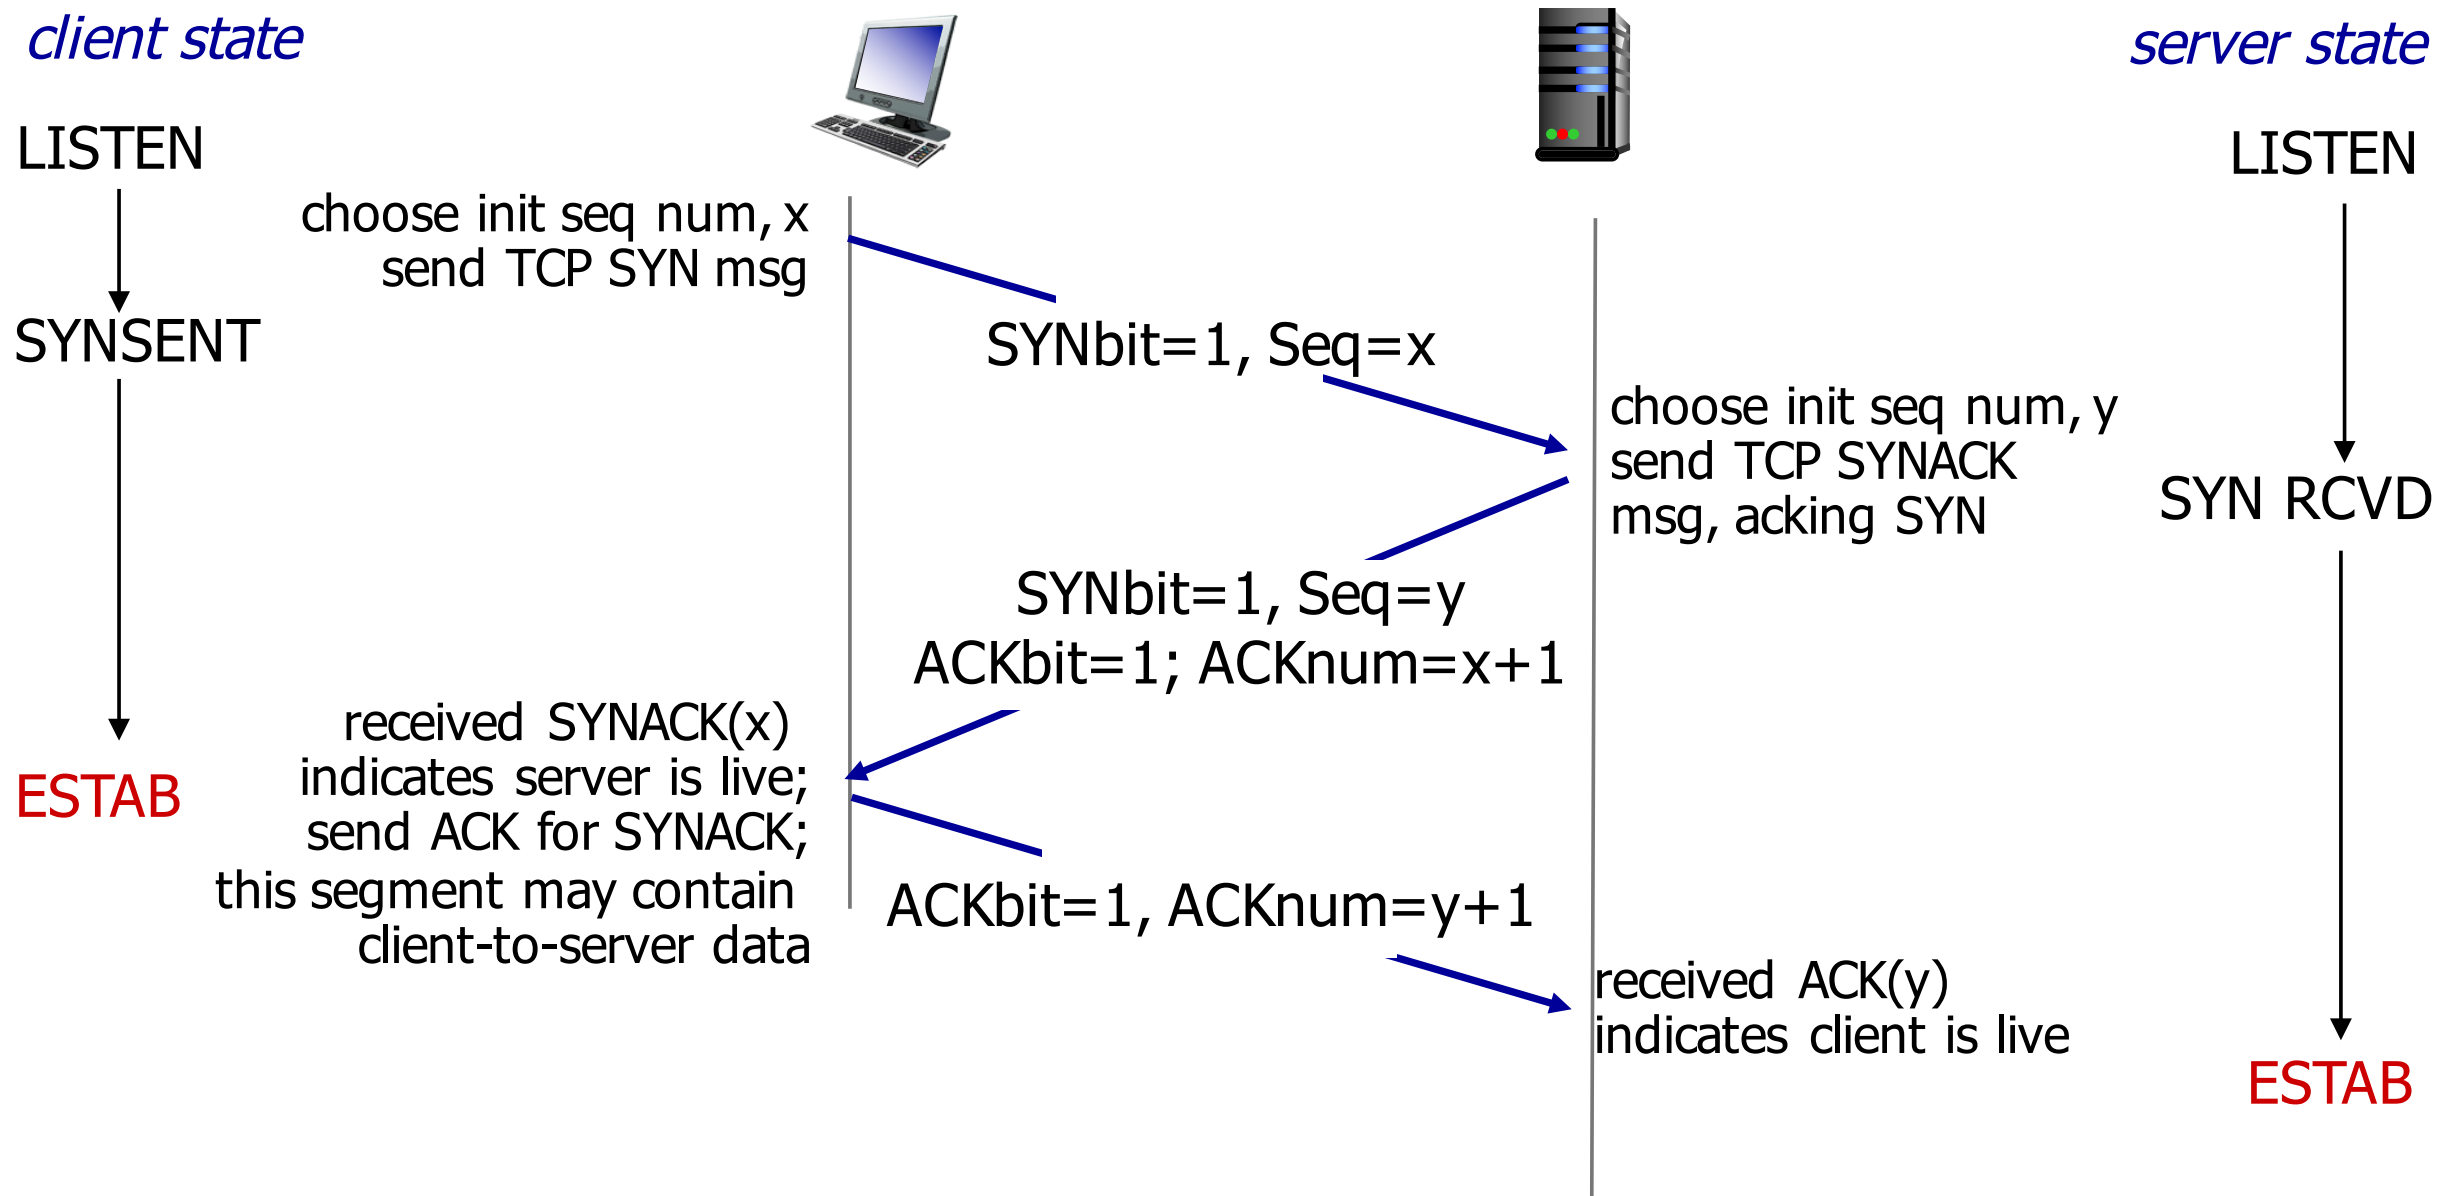 client state
server state
LISTEN
LISTEN
choose init seq num, x
send TCP SYN msg
SYNSENT
SYNbit=1, Seq=x
choose init seq num, y
send TCP SYNACK
msg, acking SYN
SYN RCVD
SYNbit=1, Seq=y
ACKbit=1; ACKnum=x+1
received SYNACK(x)
indicates server is live;
send ACK for SYNACK;
this segment may contain
client-to-server data
ESTAB
ACKbit=1, ACKnum=y+1
received ACK(y)
indicates client is live
ESTAB